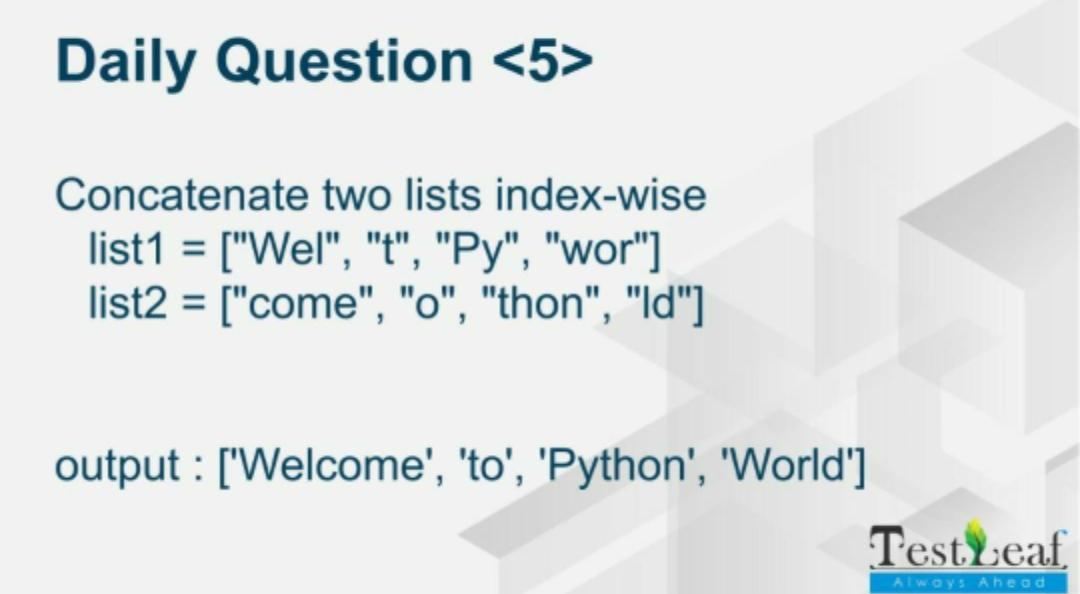 Daily Question <5>
Concatenate two lists index-wise
list1 = ["Wel", "t", "Py", "wor"]
list2 = ["come", "o", "thon", "ld"]
output : ['Welcome', 'to', 'Python', 'World']
TestLeaf
Always Ahead